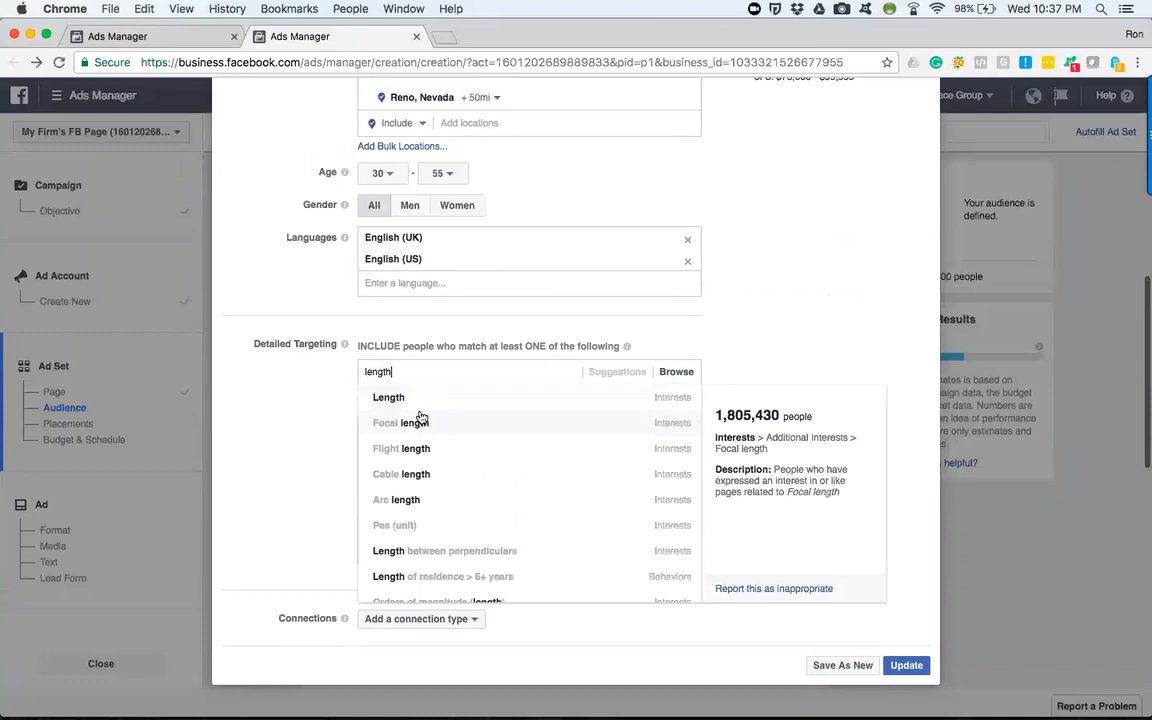 Chrome File Edit View History Bookmarks People Window Help 98% Wed 10:37 PM
Ads Manager Ads Manager Ron
Secure https://business.facebook.com/ads/manager/creation/creation/?act=1601202689889833&pid=p1&business_id=1033321526677955
Ads Manager Help
My Firm's FB Page (160120268... Autofill Ad Set
Campaign
Objective
Ad Account
Create New
Ad Set
Page
Audience
Placements
Budget & Schedule
Ad
Format
Media
Text
Lead Form
Close
Reno, Nevada + 50mi
Include Add locations
Add Bulk Locations...
Age 30 - 55
Gender All Men Women
Languages English (UK)
English (US)
Enter a language...
Detailed Targeting INCLUDE people who match at least ONE of the following
length Suggestions Browse
Length Interests
Focal length Interests
Flight length Interests
Cable length Interests
Arc length Interests
Pes (unit) Interests
Length between perpendiculars Interests
Length of residence > 6+ years Behaviors
Orders of magnitude (length) Interests
1,805,430 people
Interests > Additional Interests >
Focal length
Description: People who have
expressed an interest in or like
pages related to Focal length
Report this as inappropriate
Connections Add a connection type
Save As New Update
Your audience is
defined.
00 people
Results
mates is based on
paign data, the budget
ket data. Numbers are
an idea of performance
re only estimates and
helpful?
Report a Problem